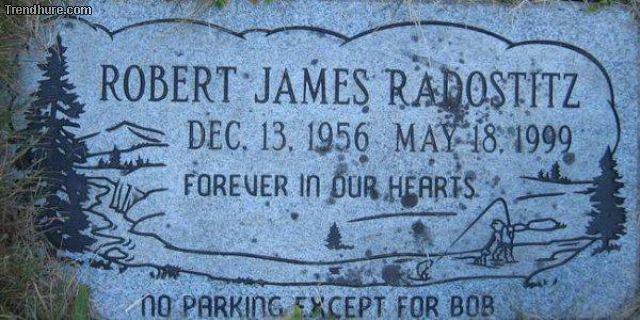 Trendhure.com
ROBERT JAMES RADOSTITZ
DEC. 13, 1956 MAY 18, 1999
FOREVER IN OUR HEARTS
NO PARKING EXCEPT FOR BOB